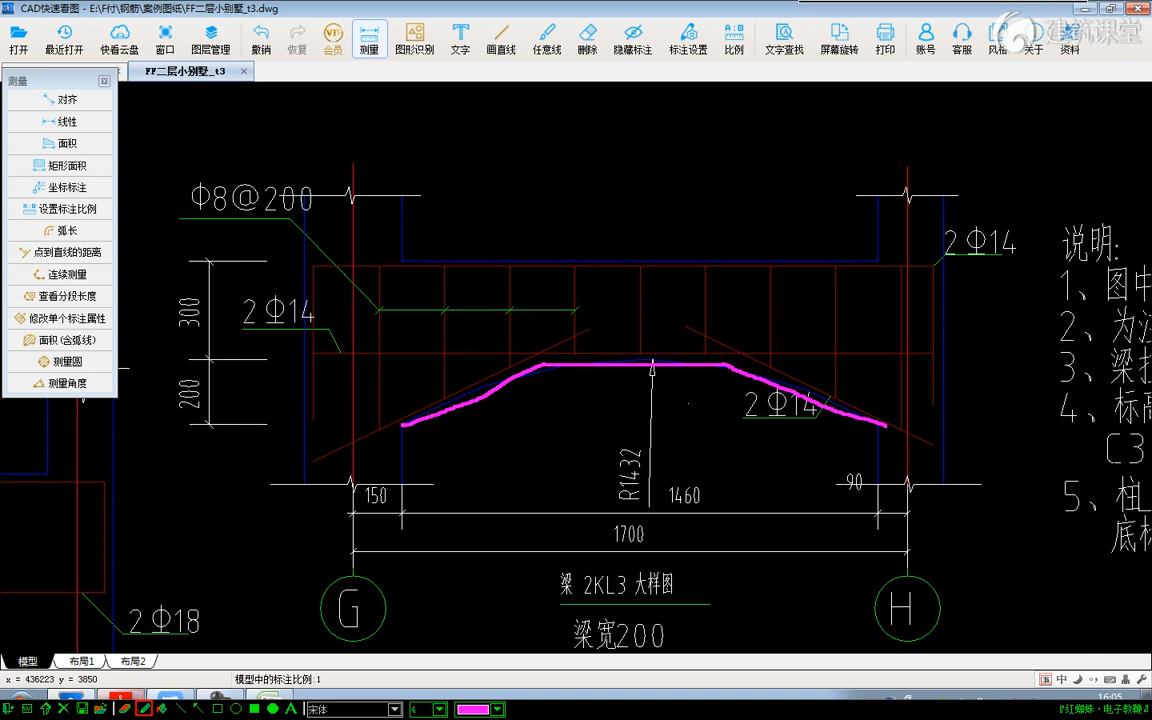 CAD快速看图 - E:\F付\钢筋\案例图纸\FF二层小别墅_t3.dwg
打开 最近打开 快看云盘 窗口 图层管理 撤销 恢复 会员 测量 图形识别 文字 画直线 任意线 删除 隐藏标注 标注设置 比例 文字查找 屏幕旋转 打印 账号 客服 风格 关于 资料
建筑课堂
FF二层小别墅_t3
测量
对齐
线性
面积
矩形面积
坐标标注
设置标注比例
弧长
点到直线的距离
连续测量
查看分段长度
修改单个标注属性
面积(含弧线)
测量圆
测量角度
Φ8@200
2Φ14
说明:
1、图中
300
2Φ14
2、为
3、梁
200
2Φ14
4、标高
(3
R1432
150
1460
90
5、柱
底标
1700
梁 2KL3 大样图
G
H
2Φ18
梁宽200
模型 布局1 布局2
x = 436223 y = 3850
模型中的标注比例:1
中
16:05
宋体
4
『红蜘蛛·电子教鞭』